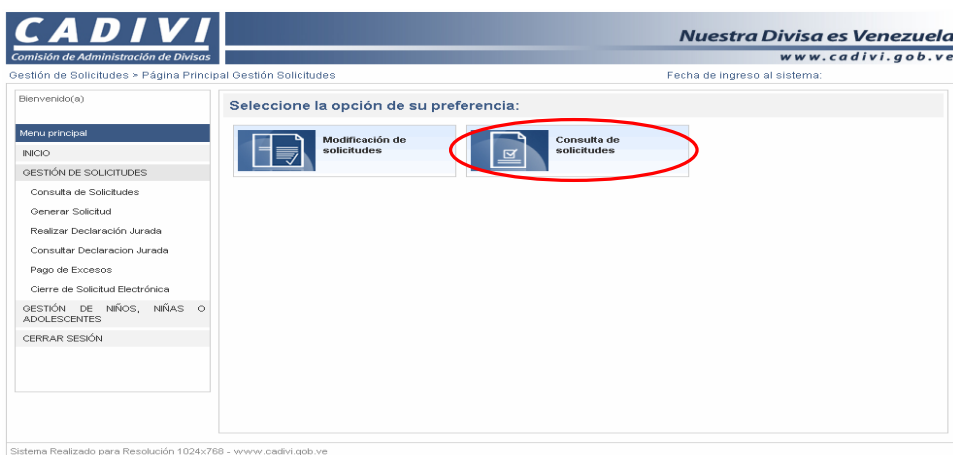 CADIVI
Comisión de Administración de Divisas
Nuestra Divisa es Venezuela
www.cadivi.gob.ve
Gestión de Solicitudes > Página Principal Gestión Solicitudes
Fecha de ingreso al sistema:
Bienvenido(a)
Menu principal
INICIO
GESTIÓN DE SOLICITUDES
Consulta de Solicitudes
Generar Solicitud
Realizar Declaración Jurada
Consultar Declaracion Jurada
Pago de Excesos
Cierre de Solicitud Electrónica
GESTIÓN DE NIÑOS, NIÑAS O
ADOLESCENTES
CERRAR SESIÓN
Seleccione la opción de su preferencia:
Modificación de
solicitudes
Consulta de
solicitudes
Sistema Realizado para Resolución 1024x768 - www.cadivi.gob.ve